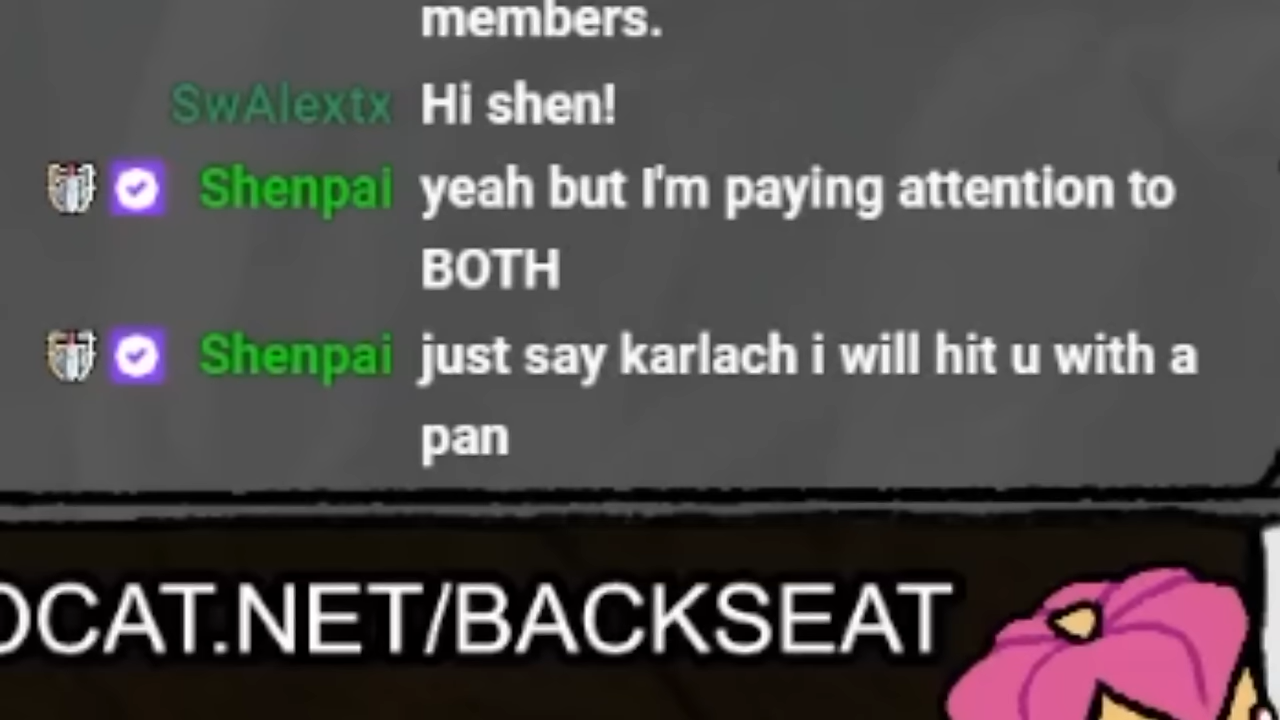 members.
SwAlextx Hi shen!
Shenpai yeah but I'm paying attention to
BOTH
Shenpai just say karlach i will hit u with a
pan
OCAT.NET/BACKSEAT